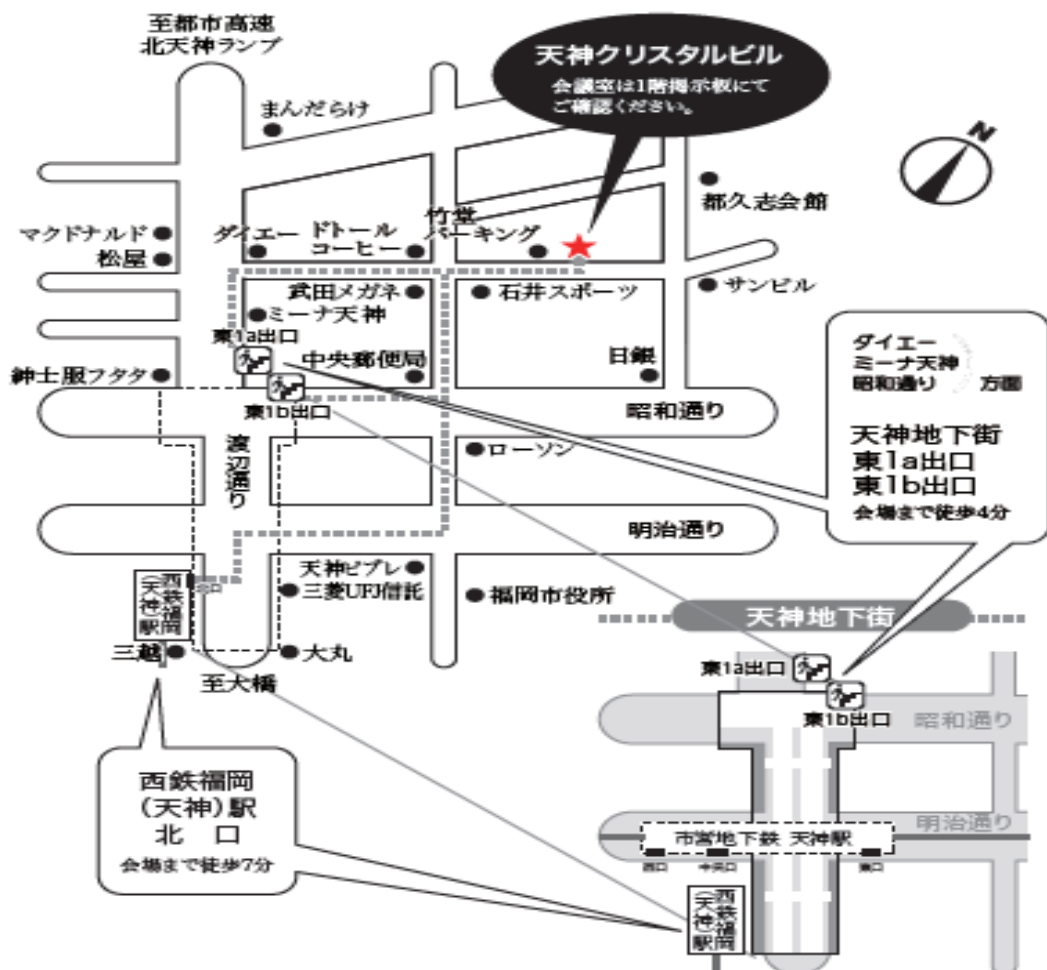 至都市高速
北天神ランプ
天神クリスタルビル
会議室は1階掲示板にて
ご確認ください。
まんだらけ
N
都久志会館
マクドナルド
松屋
ダイエー
ドトール
コーヒー
竹堂
パーキング
武田メガネ
石井スポーツ
サンビル
ミーナ天神
東1a出口
中央郵便局
日銀
紳士服フタタ
東1b出口
昭和通り
渡辺通り
ローソン
明治通り
天神ビブレ
三菱UFJ信託
福岡市役所
西鉄福岡
(天神)駅
北口
三越
大丸
至大橋
ダイエー
ミーナ天神
昭和通り 方面
天神地下街
東1a出口
東1b出口
会場まで徒歩4分
天神地下街
東1a出口
東1b出口
昭和通り
明治通り
市営地下鉄 天神駅
西口
中央口
東口
西鉄福岡
(天神)駅
西鉄福岡
(天神)駅
北 口
会場まで徒歩7分